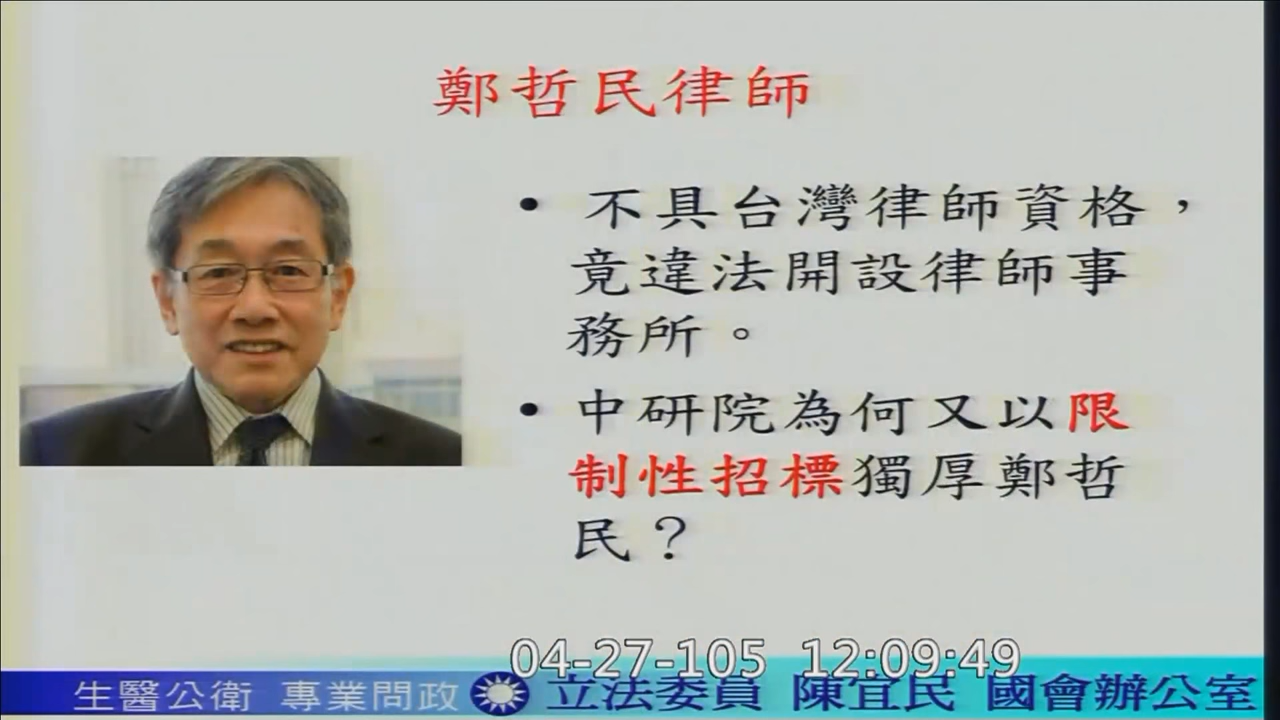 鄭哲民律師
• 不具台灣律師資格，
竟違法開設律師事
務所。
• 中研院為何又以限
制性招標獨厚鄭哲
民？
04-27-105 12:09:49
生醫公衛 專業問政 立法委員 陳宜民 國會辦公室